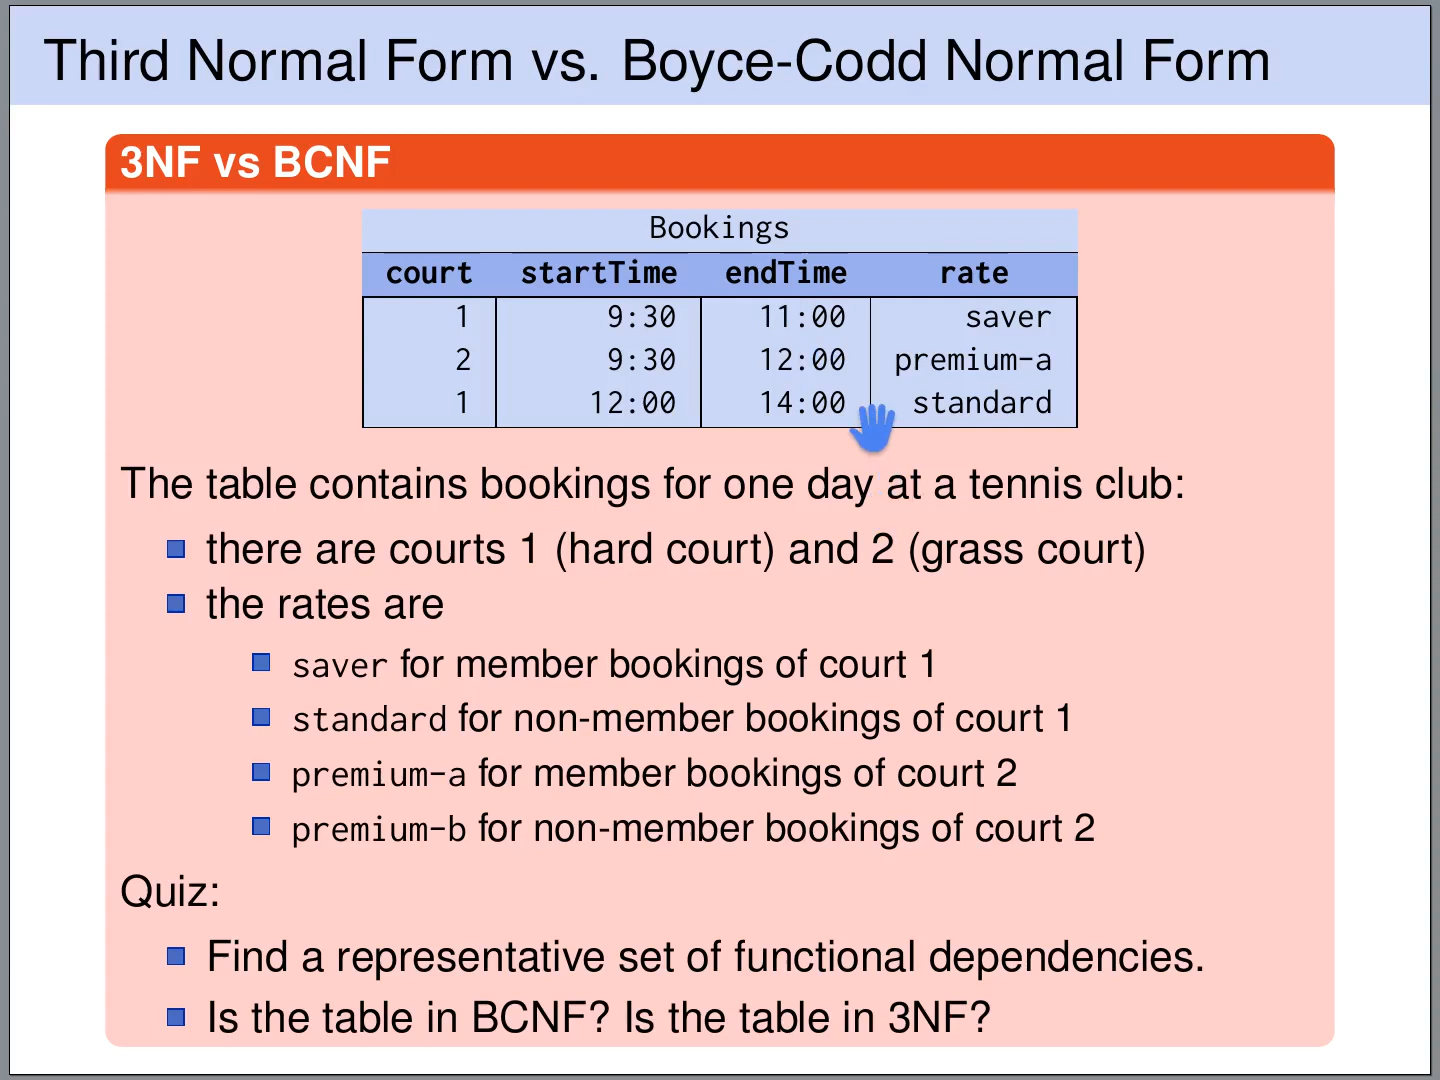 Third Normal Form vs. Boyce-Codd Normal Form
3NF vs BCNF
Bookings
court startTime endTime rate
1 9:30 11:00 saver
2 9:30 12:00 premium-a
1 12:00 14:00 standard
The table contains bookings for one day at a tennis club:
there are courts 1 (hard court) and 2 (grass court)
the rates are
saver for member bookings of court 1
standard for non-member bookings of court 1
premium-a for member bookings of court 2
premium-b for non-member bookings of court 2
Quiz:
Find a representative set of functional dependencies.
Is the table in BCNF? Is the table in 3NF?